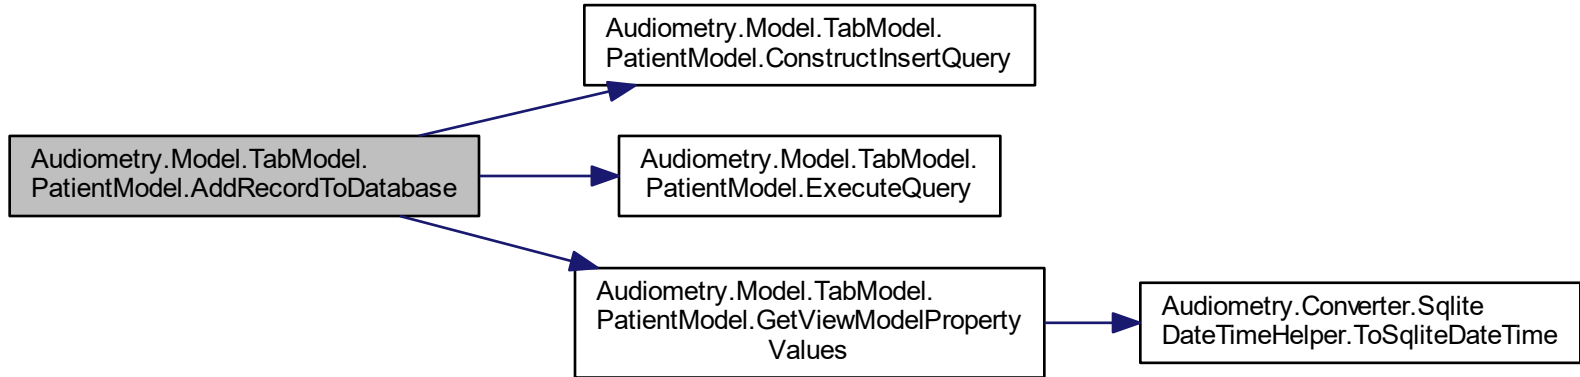 Audiometry.Model.TabModel.
PatientModel.ConstructInsertQuery
Audiometry.Model.TabModel.
PatientModel.AddRecordToDatabase
Audiometry.Model.TabModel.
PatientModel.ExecuteQuery
Audiometry.Model.TabModel.
PatientModel.GetViewModelProperty
Values
Audiometry.Converter.Sqlite
DateTimeHelper.ToSqliteDateTime